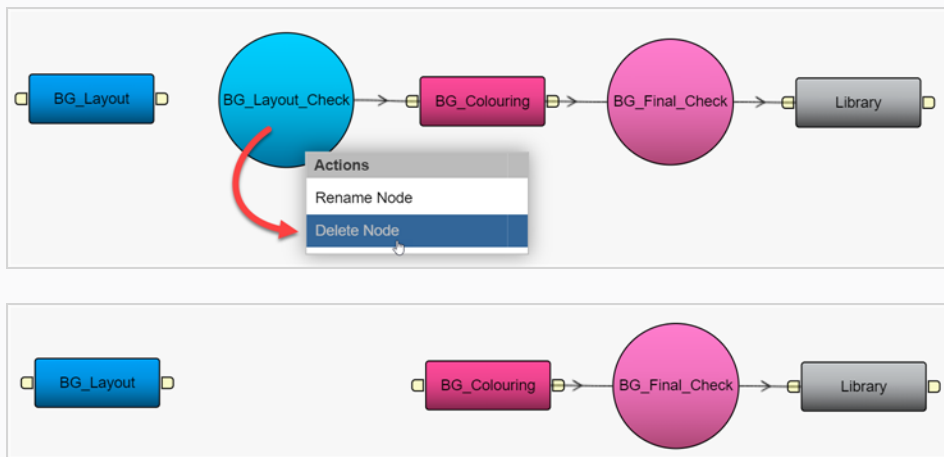 BG_Layout
BG_Layout_Check
BG_Colouring
BG_Final_Check
Library
Actions
Rename Node
Delete Node
BG_Layout
BG_Colouring
BG_Final_Check
Library